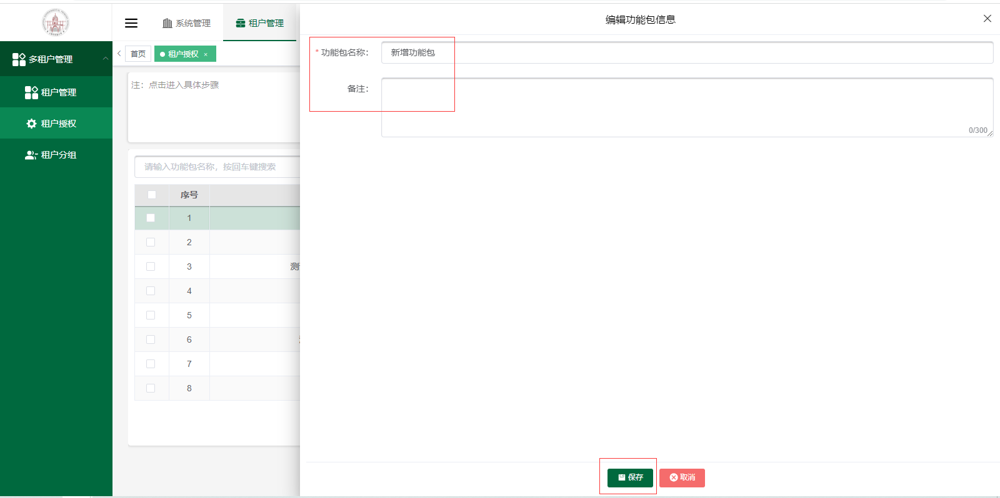 编辑功能包信息
系统管理
租户管理
首页
租户授权 ×
多租户管理
租户管理
租户授权
租户分组
注：点击进入具体步骤
请输入功能包名称，按回车键搜索
序号
1
2
3
4
5
6
7
8
* 功能包名称：
新增功能包
备注：
0/300
保存
取消